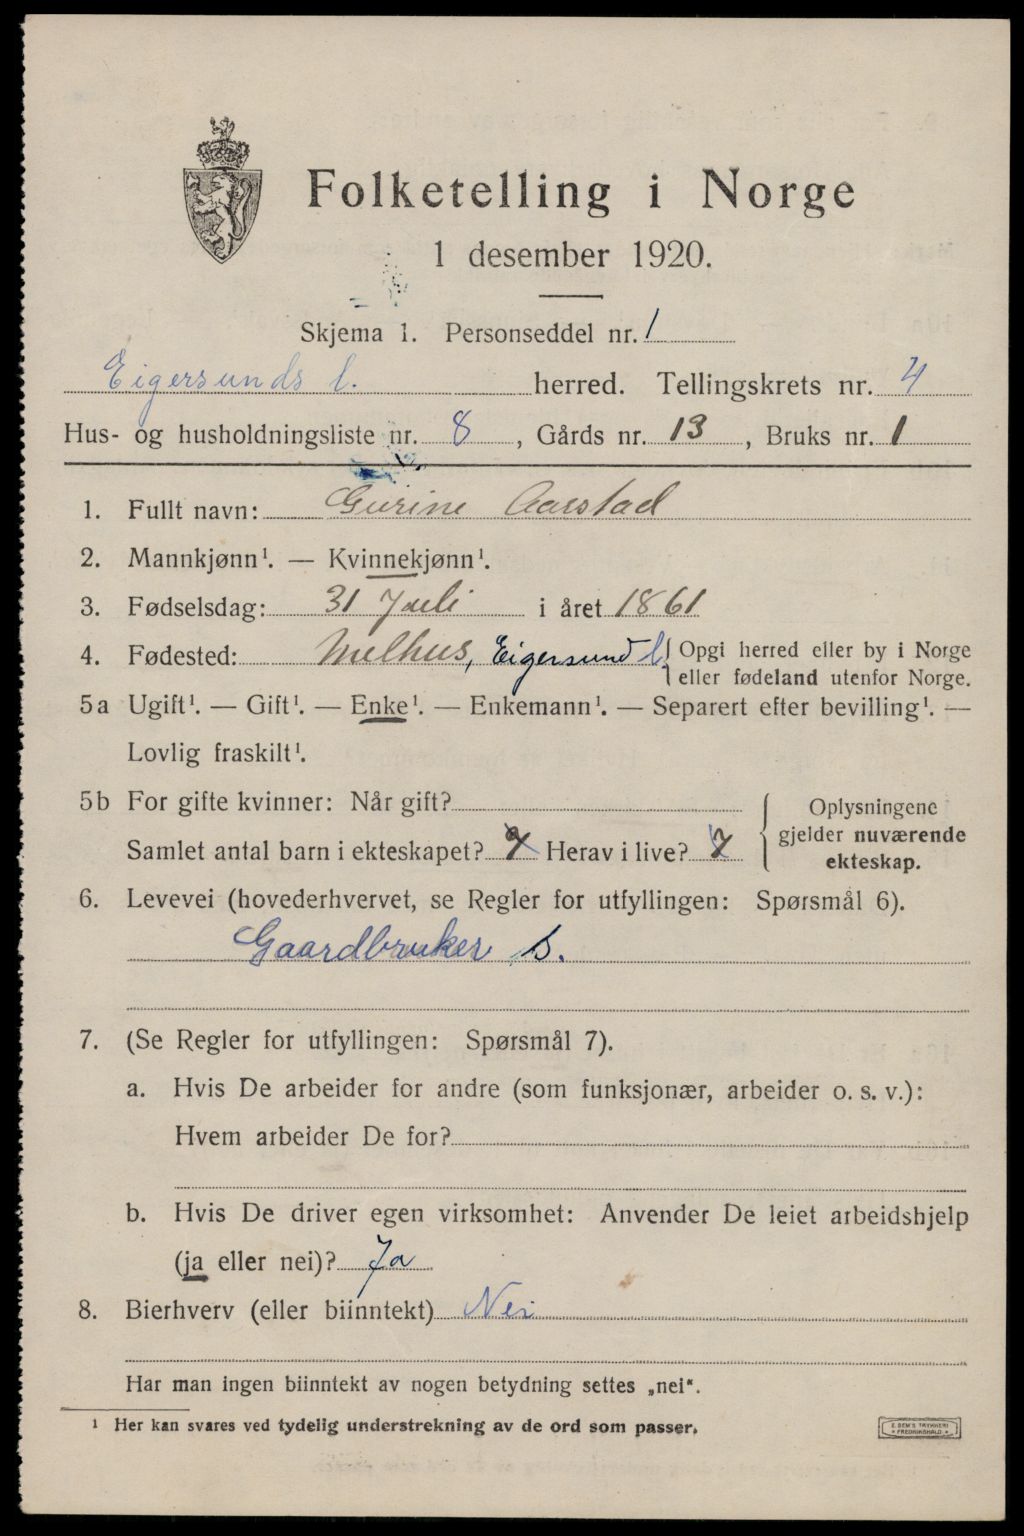 Folketelling i Norge
1 desember 1920.
Skjema 1. Personseddel nr. 1
Eigersunds l. herred. Tellingskrets nr. 4
Hus- og husholdningsliste nr. 8, Gårds nr. 13, Bruks nr. 1
1. Fullt navn: Gurine Aarstad
2. Mannkjønn¹. — Kvinnekjønn¹.
3. Fødselsdag: 31 Juli i året 1861
4. Fødested: Melhus, Eigersund l. { Opgi herred eller by i Norge
eller fødeland utenfor Norge.
5a Ugift¹. — Gift¹. — Enke¹. — Enkemann¹. — Separert efter bevilling¹. —
Lovlig fraskilt¹.
5b For gifte kvinner: Når gift?
Samlet antal barn i ekteskapet? 9 Herav i live? 7
Oplysningene
gjelder nuværende
ekteskap.
6. Levevei (hovederhvervet, se Regler for utfyllingen: Spørsmål 6).
Gaardbruker S.
7. (Se Regler for utfyllingen: Spørsmål 7).
a. Hvis De arbeider for andre (som funksjonær, arbeider o. s. v.):
Hvem arbeider De for?
b. Hvis De driver egen virksomhet: Anvender De leiet arbeidshjelp
(ja eller nei)? Ja
8. Bierhverv (eller biinntekt) Nei
Har man ingen biinntekt av nogen betydning settes „nei“.
¹ Her kan svares ved tydelig understrekning av de ord som passer.
E. SEM'S TRYKKERI
FREDRIKSHALD